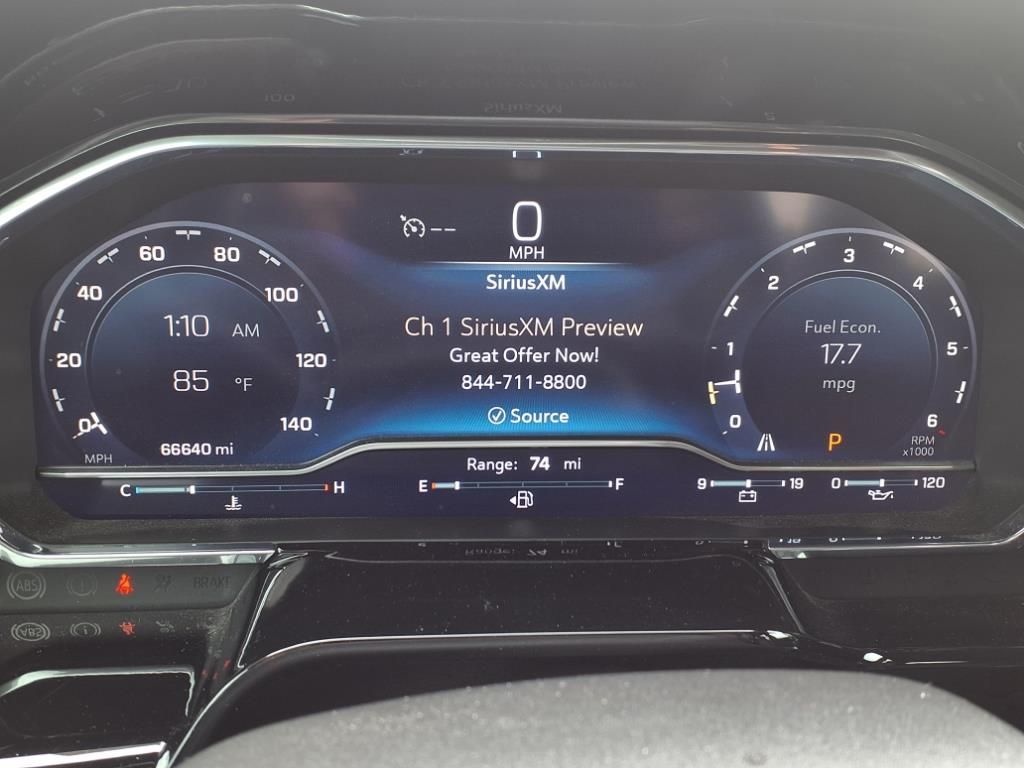 0
MPH
SiriusXM
Ch 1 SiriusXM Preview
Great Offer Now!
844-711-8800
Source
0 20 40 60 80 100 120 140
1:10 AM
85 °F
MPH
66640 mi
0 1 2 3 4 5 6
Fuel Econ.
17.7
mpg
P
RPM
x1000
Range: 74 mi
C H
E F
9 19
0 120
ABS
BRAKE